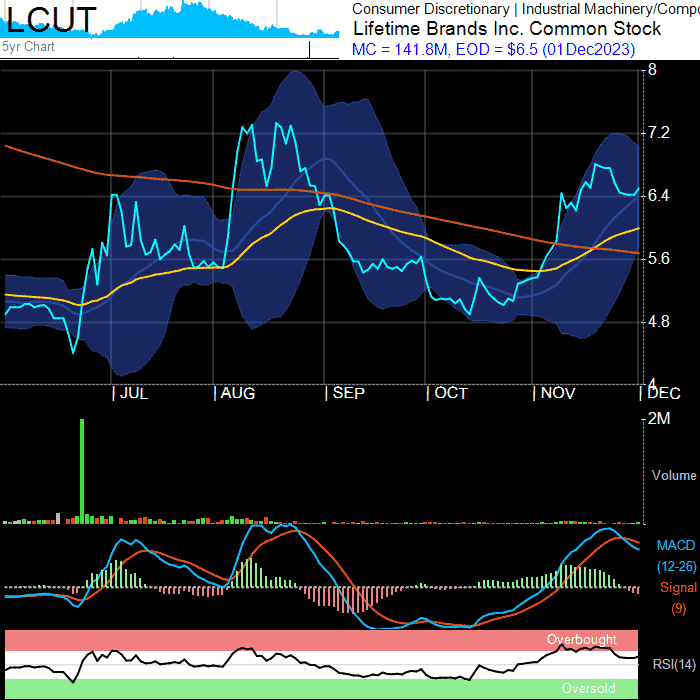 LCUT
Consumer Discretionary | Industrial Machinery/Compo
Lifetime Brands Inc. Common Stock
5yr Chart
MC = 141.8M, EOD = $6.5 (01Dec2023)
8
7.2
6.4
5.6
4.8
4
JUL
AUG
SEP
OCT
NOV
DEC
2M
Volume
MACD
(12-26)
Signal
(9)
Overbought
RSI(14)
Oversold